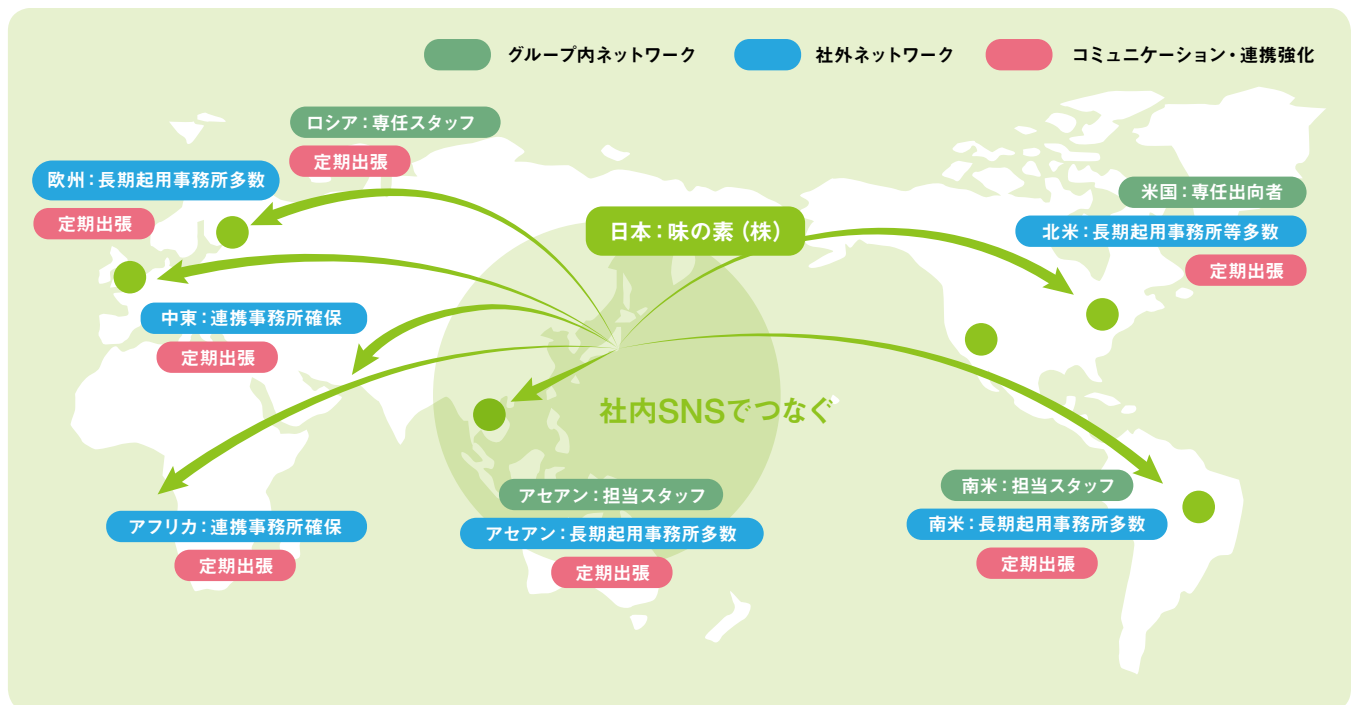 グループ内ネットワーク
社外ネットワーク
コミュニケーション・連携強化
ロシア：専任スタッフ
定期出張
欧州：長期起用事務所多数
定期出張
日本：味の素（株）
米国：専任出向者
北米：長期起用事務所等多数
定期出張
中東：連携事務所確保
定期出張
社内SNSでつなぐ
アフリカ：連携事務所確保
定期出張
アセアン：担当スタッフ
アセアン：長期起用事務所多数
定期出張
南米：担当スタッフ
南米：長期起用事務所多数
定期出張